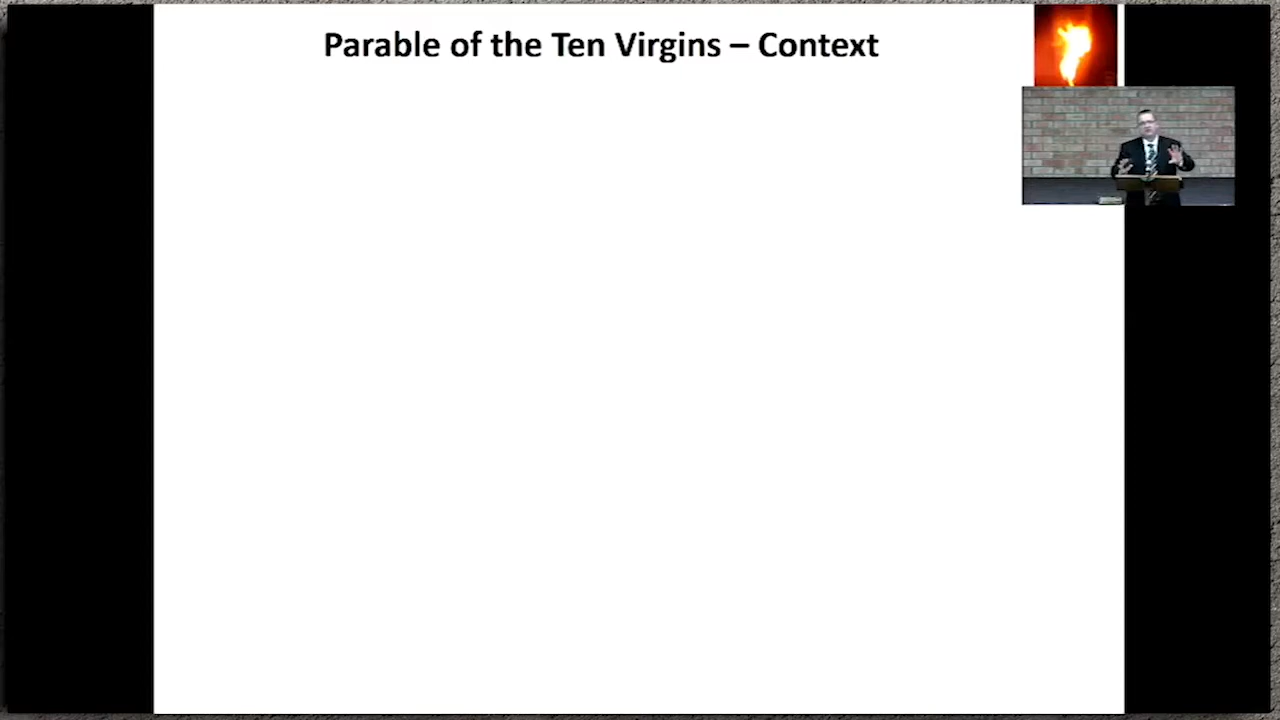 Parable of the Ten Virgins – Context